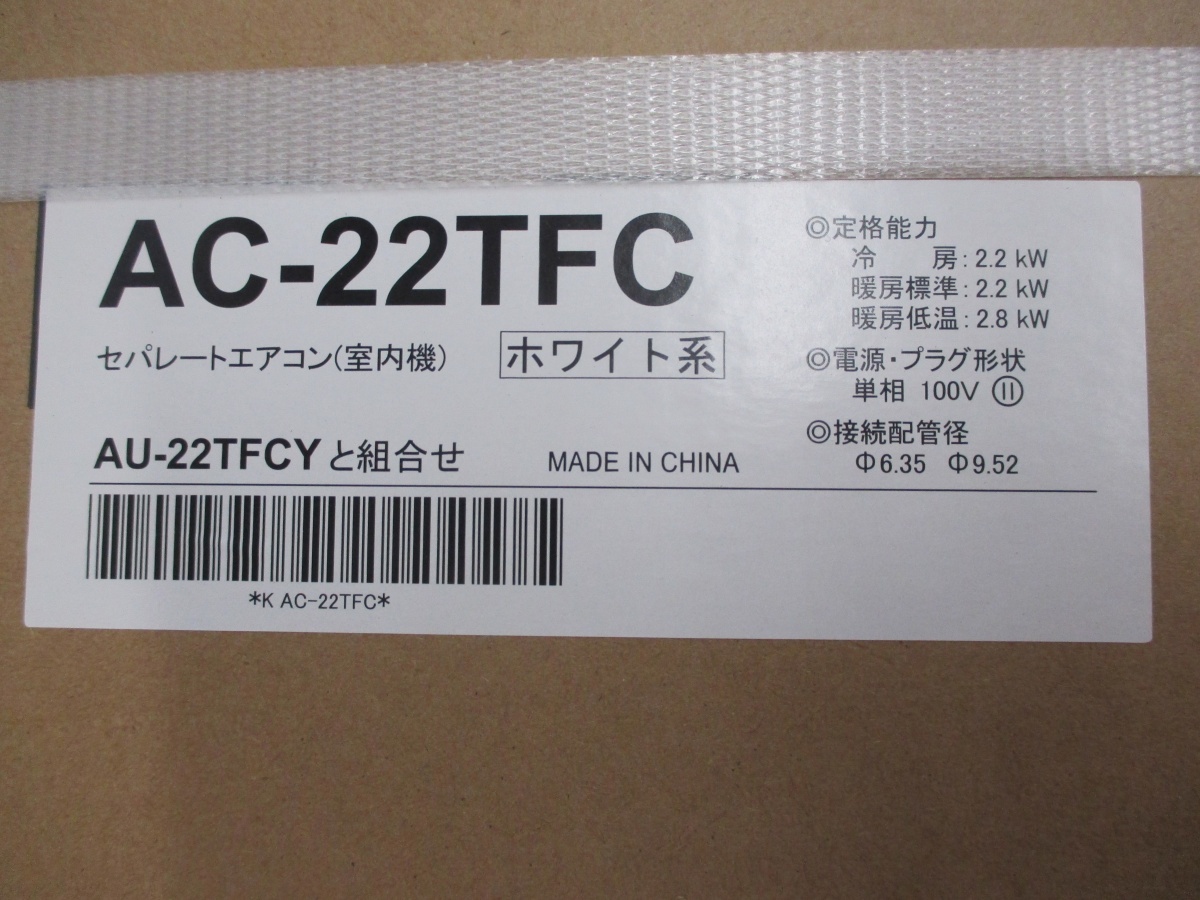 AC-22TFC
セパレートエアコン(室内機)
ホワイト系
AU-22TFCYと組合せ
MADE IN CHINA
*K AC-22TFC*
◎定格能力
冷　房:2.2 kW
暖房標準:2.2 kW
暖房低温:2.8 kW
◎電源・プラグ形状
単相 100V
◎接続配管径
Φ6.35 Φ9.52